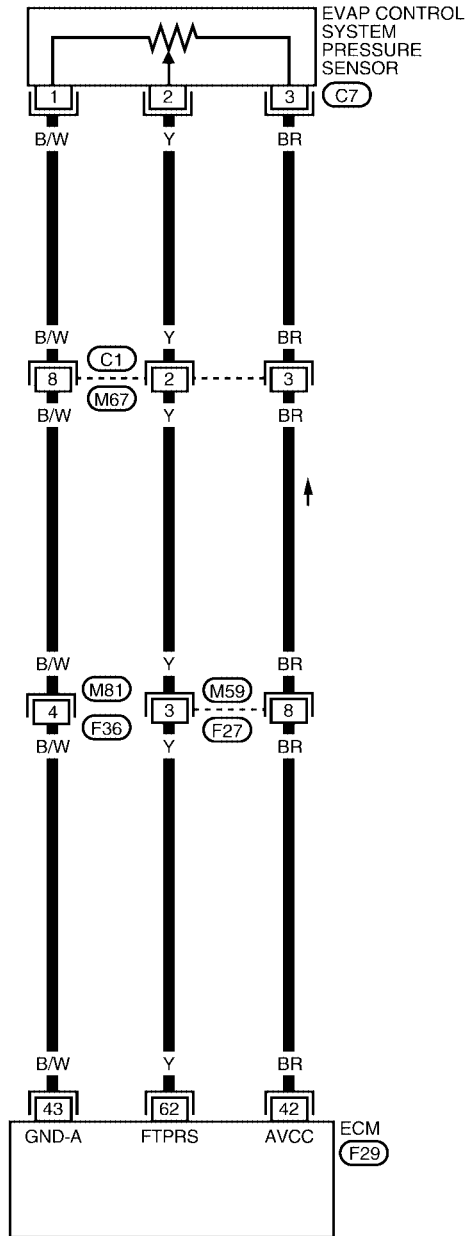 EVAP CONTROL
SYSTEM
PRESSURE
SENSOR
1 2 3 C7
B/W Y BR
B/W Y BR
C1
8 2 3
M67
B/W Y BR
B/W Y BR
M81 M59
4 3 8
F36 F27
B/W Y BR
B/W Y BR
43 62 42
GND-A FTPRS AVCC
ECM
F29